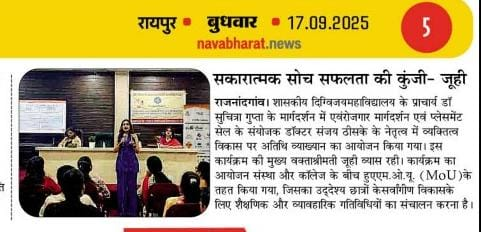 रायपुर • बुधवार • 17.09.2025
navabharat.news
5
सकारात्मक सोच सफलता की कुंजी- जूही
राजनांदगांव। शासकीय दिग्विजयमहाविद्यालय के प्राचार्य डॉ
सुचित्रा गुप्ता के मार्गदर्शन में एवंरोजगार मार्गदर्शन एवं प्लेसमेंट
सेल के संयोजक डॉक्टर संजय ठीसके के नेतृत्व में व्यक्तित्व
विकास पर अतिथि व्याख्यान का आयोजन किया गया। इस
कार्यक्रम की मुख्य वक्ताश्रीमती जूही व्यास रही। कार्यक्रम का
आयोजन संस्था और कॉलेज के बीच हुएएम.ओ.यू. (MoU)के
तहत किया गया, जिसका उद्देश्य छात्रों केसर्वांगीण विकासके
लिए शैक्षणिक और व्यावहारिक गतिविधियों का संचालन करना है।